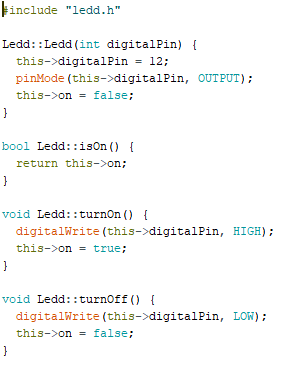 #include "ledd.h"

Ledd::Ledd(int digitalPin) {
  this->digitalPin = 12;
  pinMode(this->digitalPin, OUTPUT);
  this->on = false;
}

bool Ledd::isOn() {
  return this->on;
}

void Ledd::turnOn() {
  digitalWrite(this->digitalPin, HIGH);
  this->on = true;
}

void Ledd::turnOff() {
  digitalWrite(this->digitalPin, LOW);
  this->on = false;
}